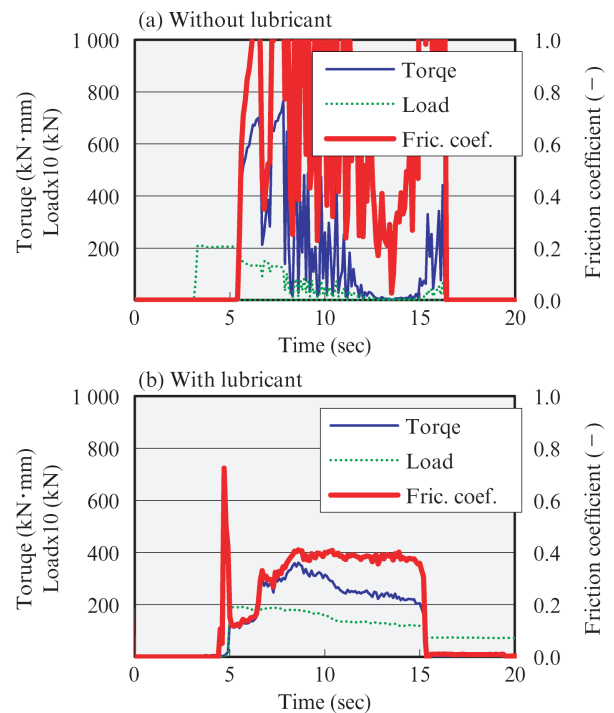 (a) Without lubricant
1 000
800
600
400
200
0
1.0
0.8
0.6
0.4
0.2
0.0
Toruqe (kN·mm)
Loadx10 (kN)
Friction coefficient (−)
Torqe
Load
Fric. coef.
0
5
10
15
20
Time (sec)
(b) With lubricant
1 000
800
600
400
200
0
1.0
0.8
0.6
0.4
0.2
0.0
Toruqe (kN·mm)
Loadx10 (kN)
Friction coefficient (−)
Torqe
Load
Fric. coef.
0
5
10
15
20
Time (sec)